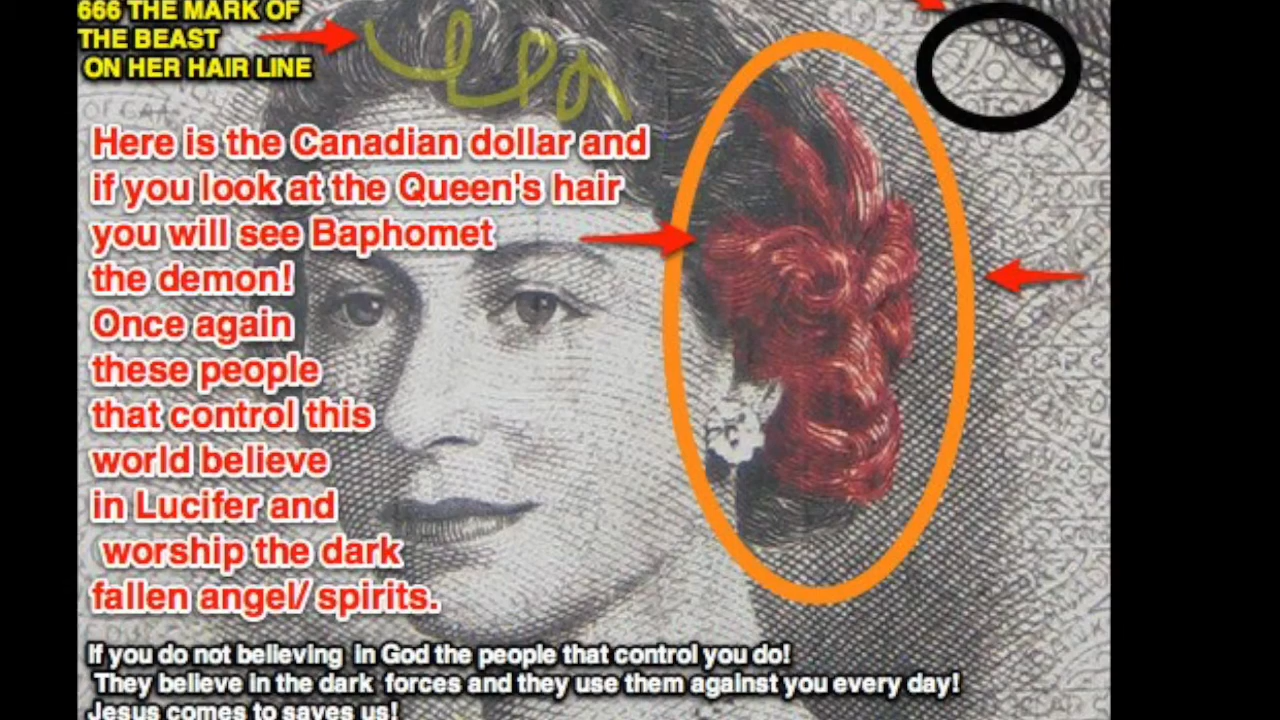 666 THE MARK OF
THE BEAST
ON HER HAIR LINE
Here is the Canadian dollar and
if you look at the Queen's hair
you will see Baphomet
the demon!
Once again
these people
that control this
world believe
in Lucifer and
worship the dark
fallen angel/ spirits.
If you do not believing in God the people that control you do!
They believe in the dark forces and they use them against you every day!
Jesus comes to saves us!